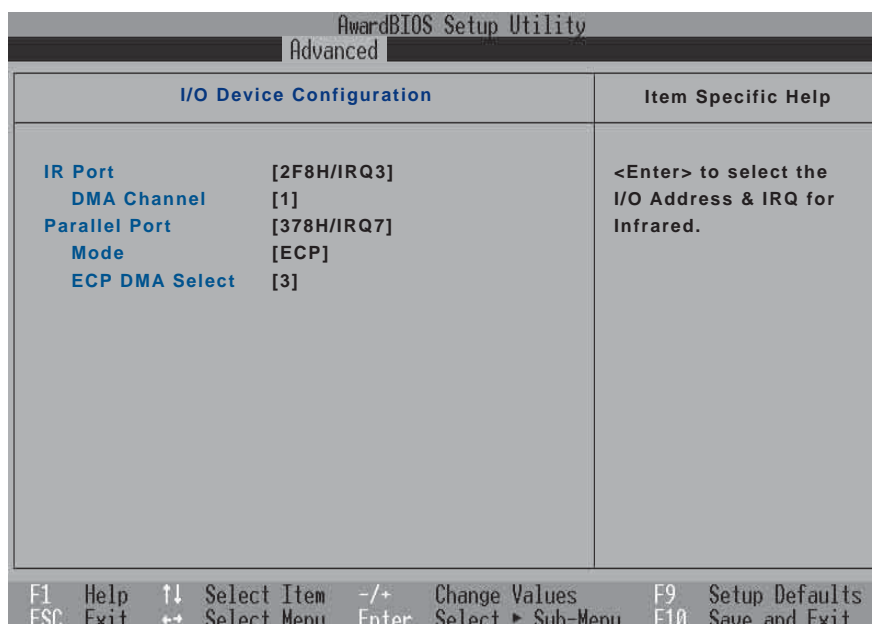 AwardBIOS Setup Utility
Advanced
I/O Device Configuration
Item Specific Help
IR Port [2F8H/IRQ3]
DMA Channel [1]
Parallel Port [378H/IRQ7]
Mode [ECP]
ECP DMA Select [3]
<Enter> to select the
I/O Address & IRQ for
Infrared.
F1 Help ↑↓ Select Item -/+ Change Values F9 Setup Defaults
ESC Exit ←→ Select Menu Enter Select ► Sub-Menu F10 Save and Exit